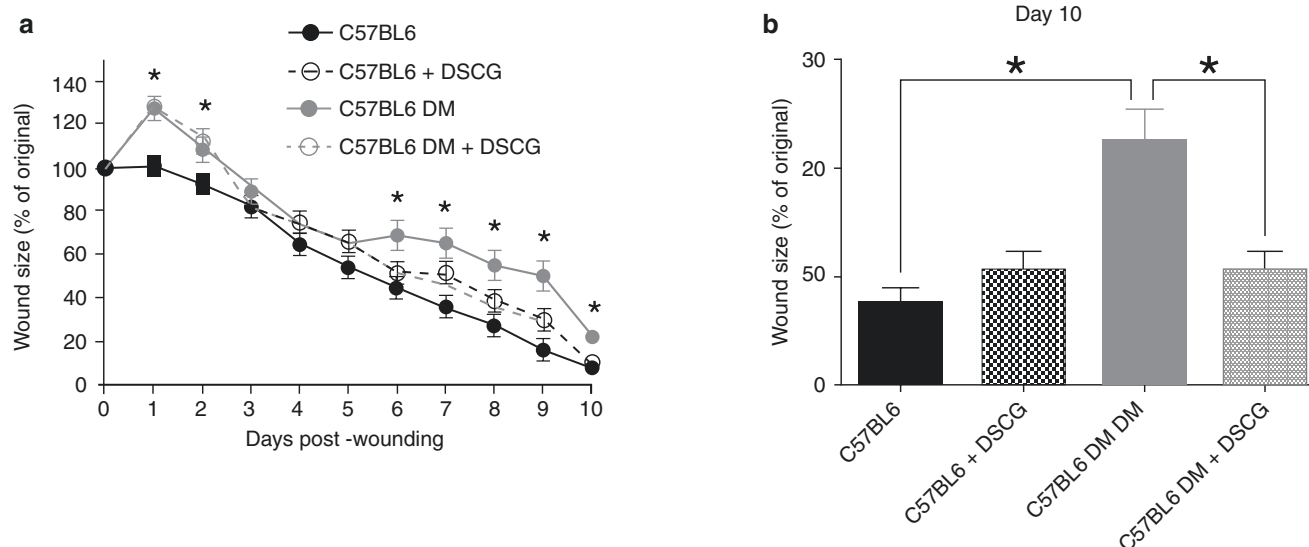 a
C57BL6
C57BL6 + DSCG
C57BL6 DM
C57BL6 DM + DSCG
Wound size (% of original)
140
120
100
80
60
40
20
0
*
*
*
*
*
*
*
0 1 2 3 4 5 6 7 8 9 10
Days post -wounding
b
Day 10
Wound size (% of original)
30
20
50
0
*
*
C57BL6
C57BL6 + DSCG
C57BL6 DM DM
C57BL6 DM + DSCG